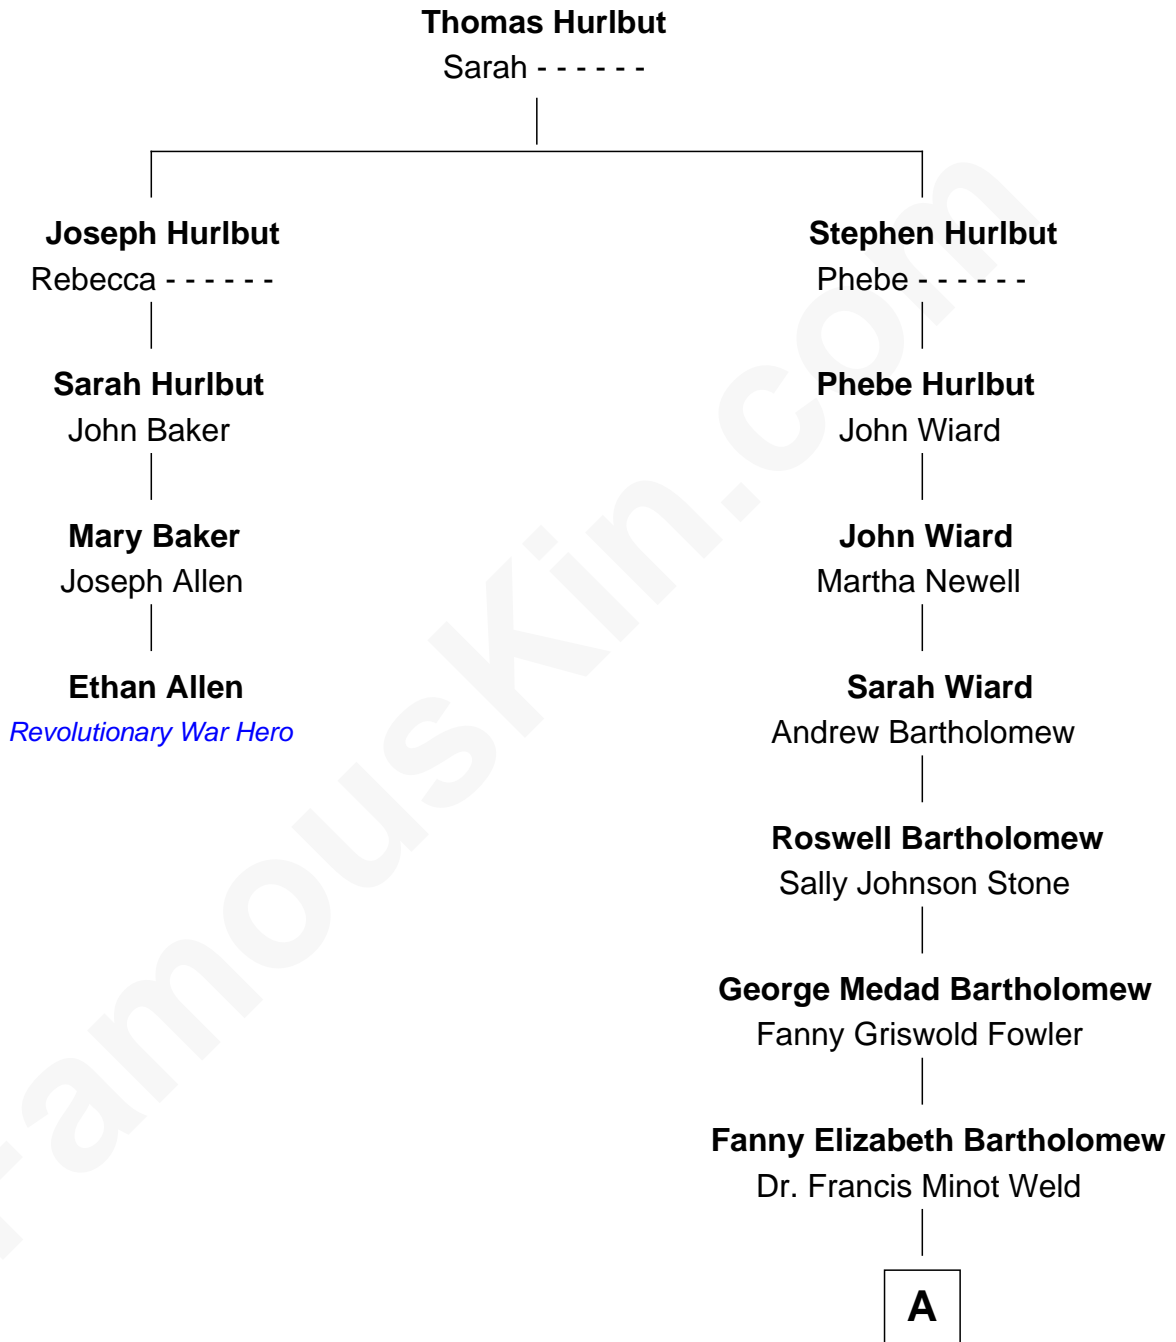 Thomas Hurlbut
Sarah - - - - - -
Joseph Hurlbut
Rebecca - - - - - -
Sarah Hurlbut
John Baker
Mary Baker
Joseph Allen
Ethan Allen
Revolutionary War Hero
Stephen Hurlbut
Phebe - - - - - -
Phebe Hurlbut
John Wiard
John Wiard
Martha Newell
Sarah Wiard
Andrew Bartholomew
Roswell Bartholomew
Sally Johnson Stone
George Medad Bartholomew
Fanny Griswold Fowler
Fanny Elizabeth Bartholomew
Dr. Francis Minot Weld
A
FamousKin.com